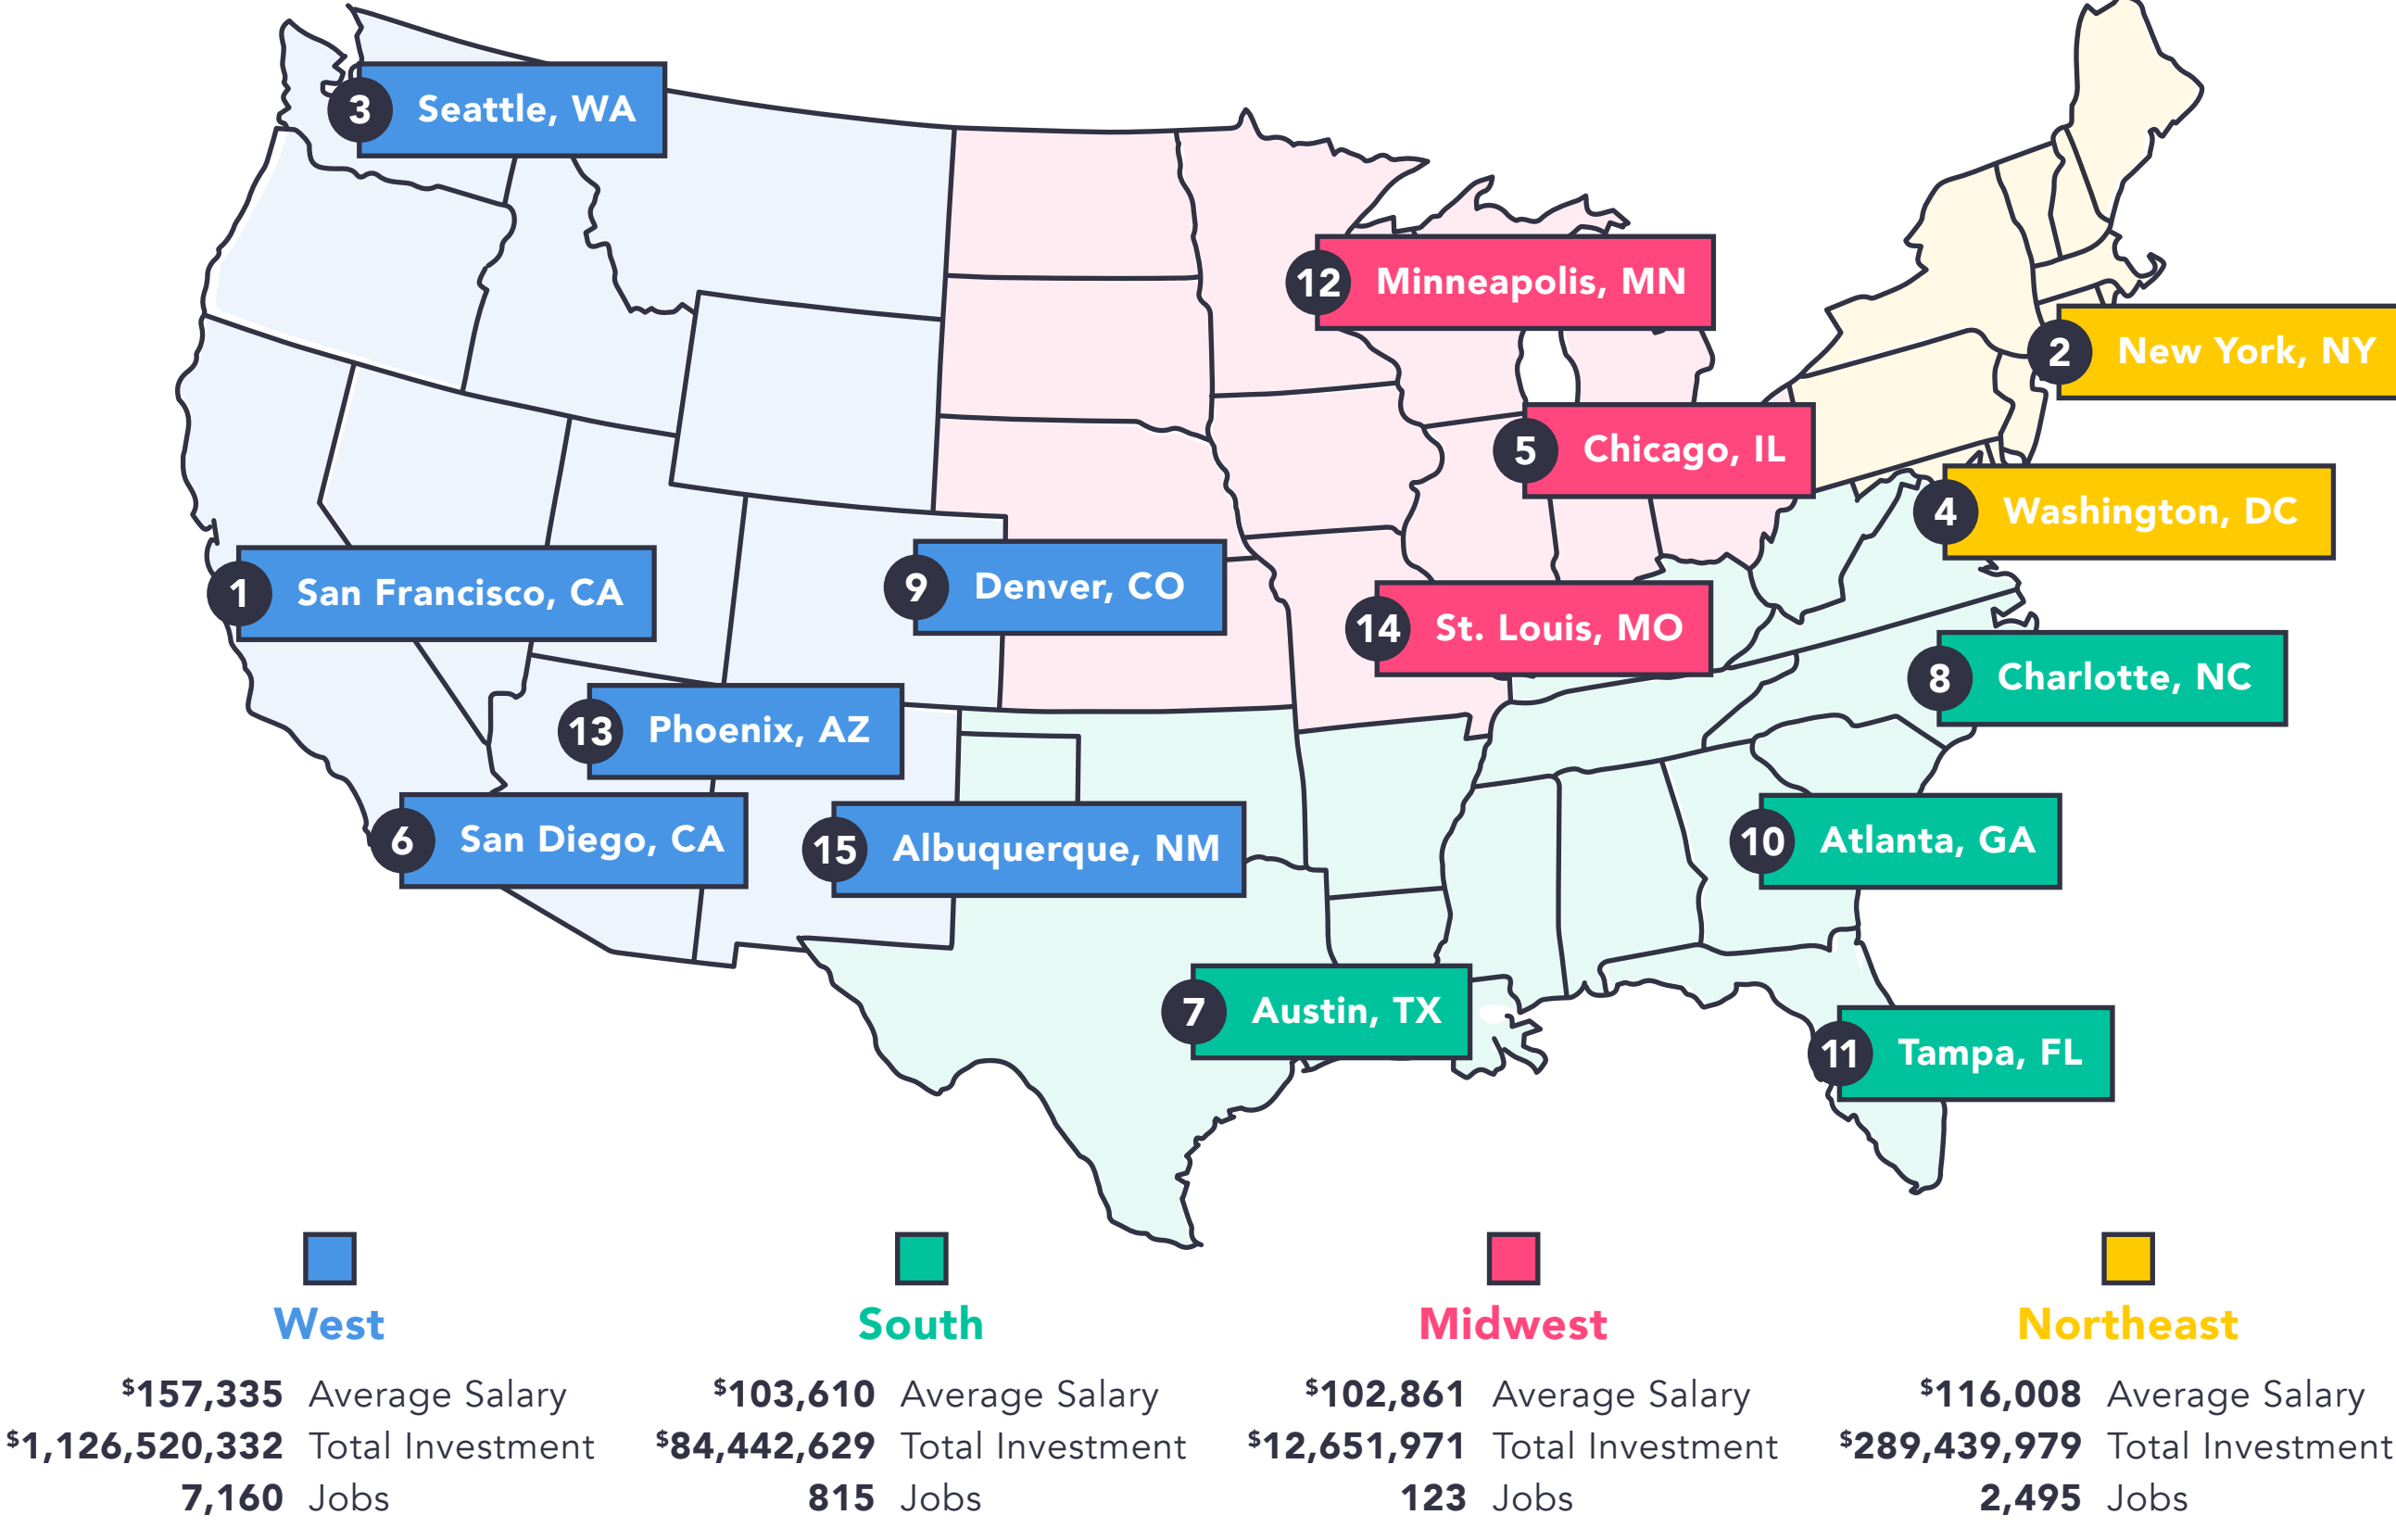 3 Seattle, WA
12 Minneapolis, MN
2 New York, NY
5 Chicago, IL
4 Washington, DC
1 San Francisco, CA
9 Denver, CO
14 St. Louis, MO
8 Charlotte, NC
13 Phoenix, AZ
6 San Diego, CA
15 Albuquerque, NM
10 Atlanta, GA
7 Austin, TX
11 Tampa, FL
West
$157,335 Average Salary
$1,126,520,332 Total Investment
7,160 Jobs
South
$103,610 Average Salary
$84,442,629 Total Investment
815 Jobs
Midwest
$102,861 Average Salary
$12,651,971 Total Investment
123 Jobs
Northeast
$116,008 Average Salary
$289,439,979 Total Investment
2,495 Jobs